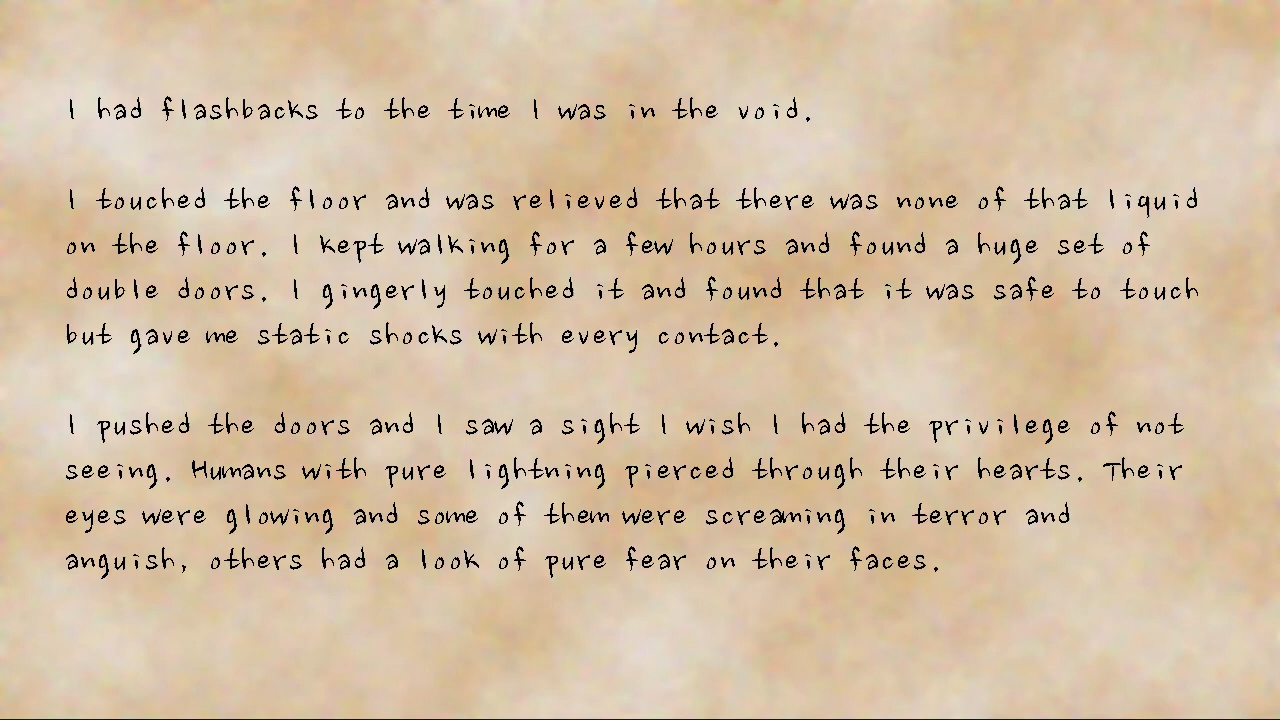 I had flashbacks to the time I was in the void.
I touched the floor and was relieved that there was none of that liquid
on the floor. I kept walking for a few hours and found a huge set of
double doors. I gingerly touched it and found that it was safe to touch
but gave me static shocks with every contact.
I pushed the doors and I saw a sight I wish I had the privilege of not
seeing. Humans with pure lightning pierced through their hearts. Their
eyes were glowing and some of them were screaming in terror and
anguish, others had a look of pure fear on their faces.